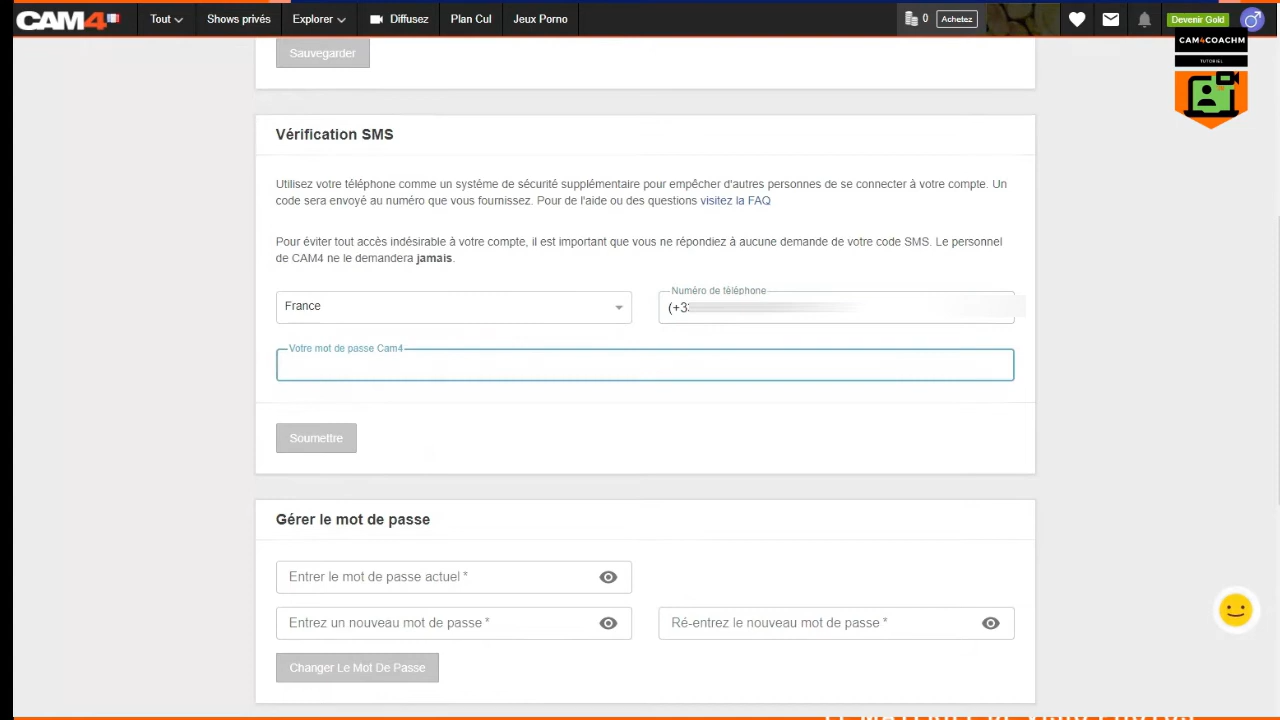 CAM4
Tout
Shows privés
Explorer
Diffusez
Plan Cul
Jeux Porno
0
Achetez
Devenir Gold
CAM4COACHM
TUTORIEL
Sauvegarder
Vérification SMS
Utilisez votre téléphone comme un système de sécurité supplémentaire pour empêcher d'autres personnes de se connecter à votre compte. Un
code sera envoyé au numéro que vous fournissez. Pour de l'aide ou des questions visitez la FAQ
Pour éviter tout accès indésirable à votre compte, il est important que vous ne répondiez à aucune demande de votre code SMS. Le personnel
de CAM4 ne le demandera jamais.
France
Numéro de téléphone
(+33
Votre mot de passe Cam4
Soumettre
Gérer le mot de passe
Entrer le mot de passe actuel *
Entrez un nouveau mot de passe *
Ré-entrez le nouveau mot de passe *
Changer Le Mot De Passe